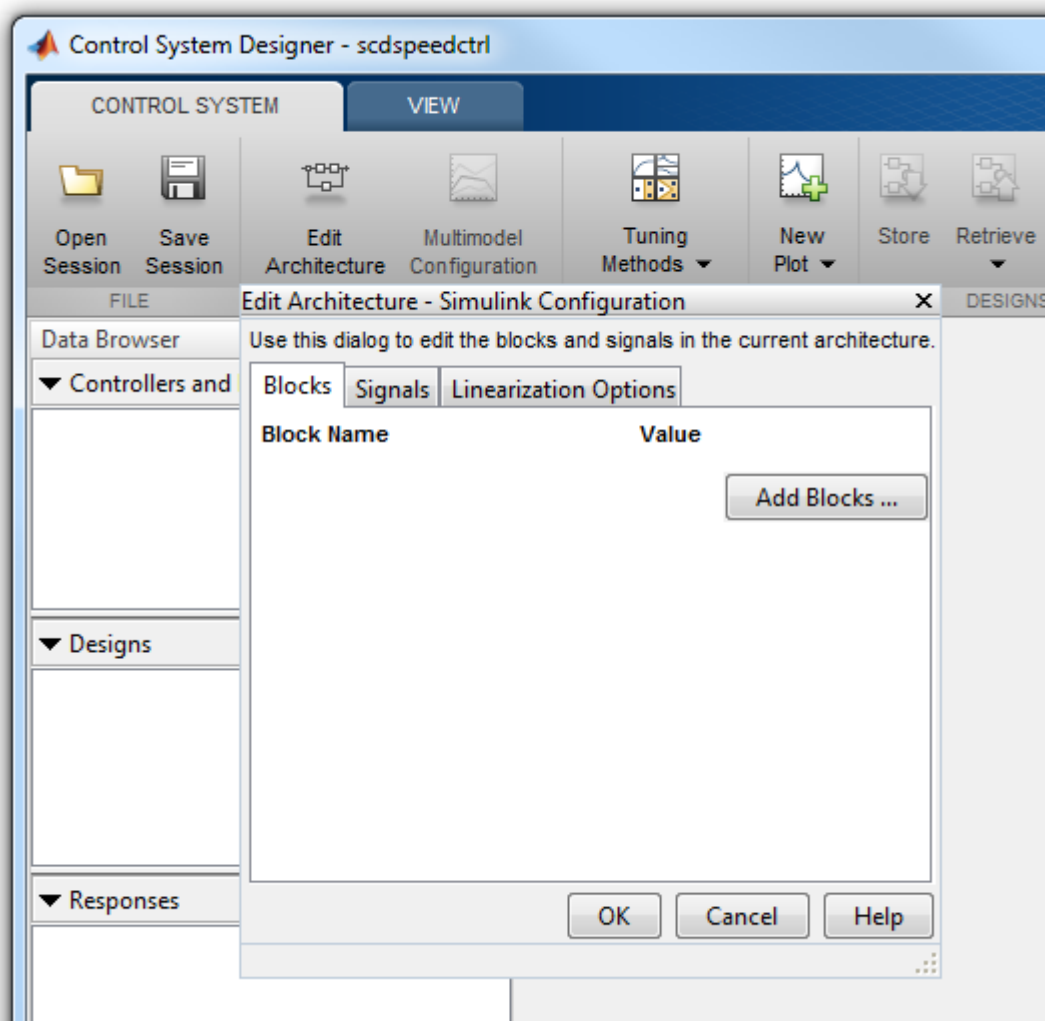 Control System Designer - scdspeedctrl
CONTROL SYSTEM
VIEW
Open Session
Save Session
Edit Architecture
Multimodel Configuration
Tuning Methods
New Plot
Store
Retrieve
FILE
DESIGNS
Edit Architecture - Simulink Configuration
Data Browser
Use this dialog to edit the blocks and signals in the current architecture.
Controllers and
Blocks
Signals
Linearization Options
Block Name
Value
Add Blocks ...
Designs
Responses
OK
Cancel
Help